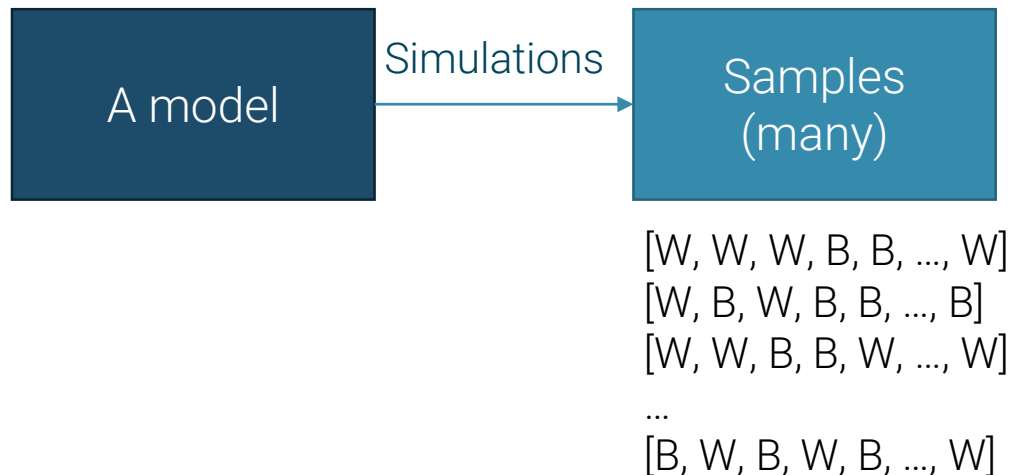 A model
Simulations
Samples
(many)
[W, W, W, B, B, ..., W]
[W, B, W, B, B, ..., B]
[W, W, B, B, W, ..., W]
...
[B, W, B, W, B, ..., W]